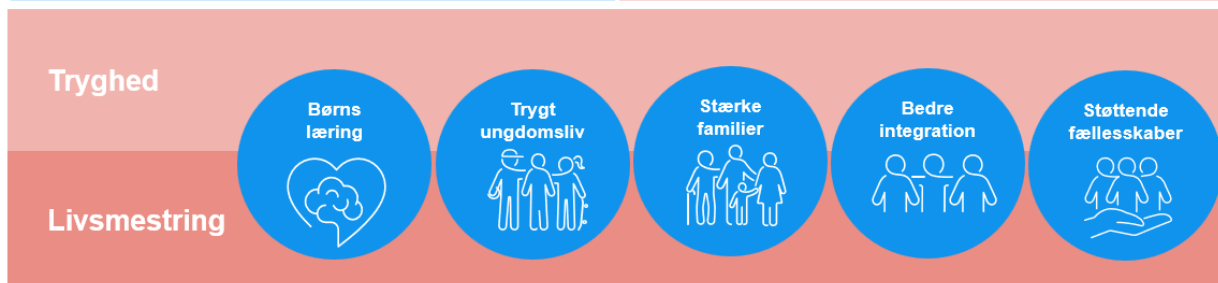 Tryghed
Børns
læring
Trygt
ungdomsliv
Stærke
familier
Bedre
integration
Støttende
fællesskaber
Livsmestring